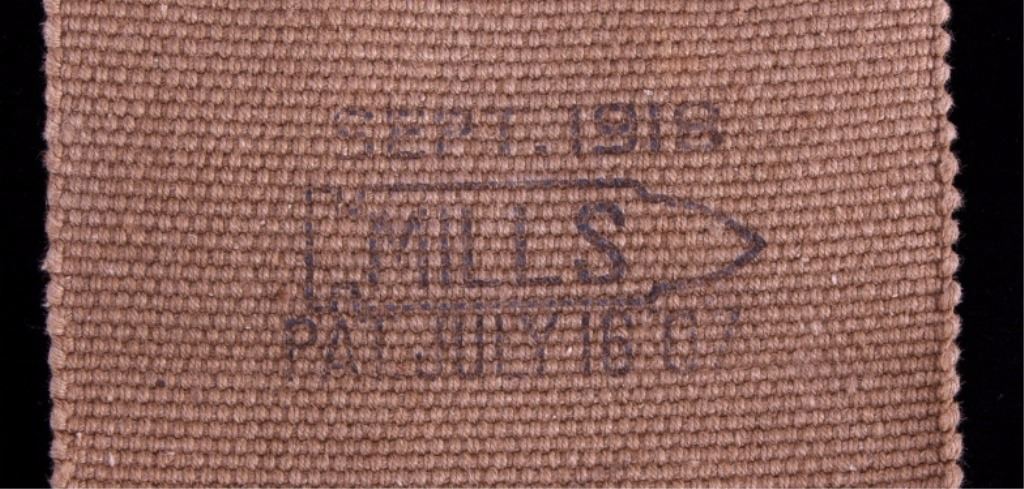 SEPT. 1918
MILLS
PAT. JULY 16 '07